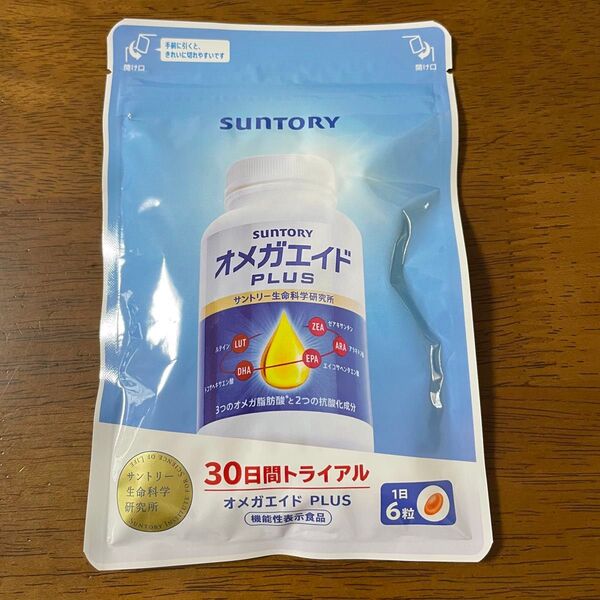 開け口
手前に引くと、
きれいに切れやすいです
開け口
SUNTORY
SUNTORY
オメガエイド
PLUS
サントリー生命科学研究所
ゼアキサンチン
ZEA
ルテイン
LUT
ARA
DHA
EPA
エイコサペンタエン酸
3つのオメガ脂肪酸*と2つの抗酸化成分
サントリー
生命科学
研究所
30日間トライアル
オメガエイド PLUS
機能性表示食品
1日
6粒